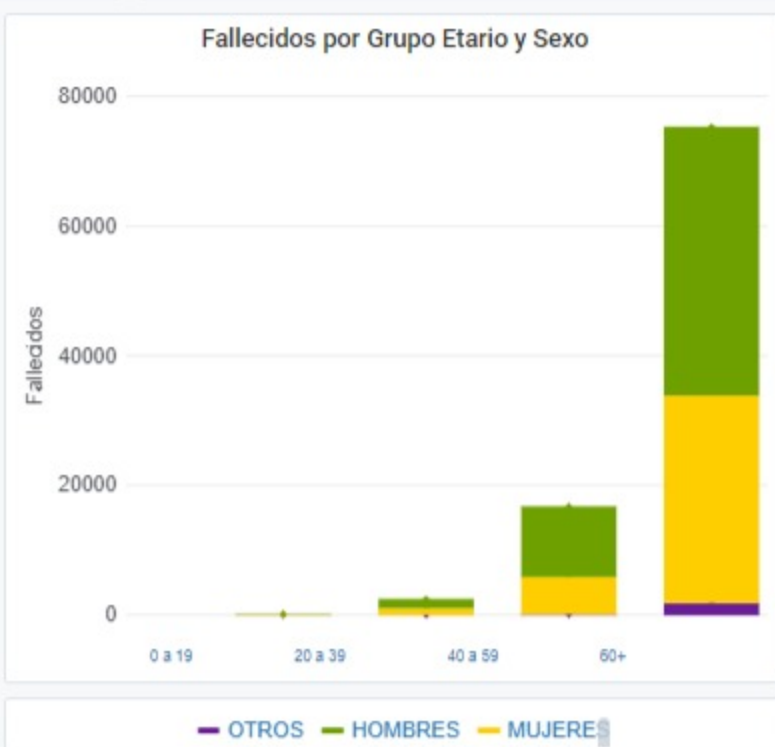 Fallecidos por Grupo Etario y Sexo
80000
60000
40000
20000
0
Fallecidos
0 a 19 20 a 39 40 a 59 60+
OTROS HOMBRES MUJERES